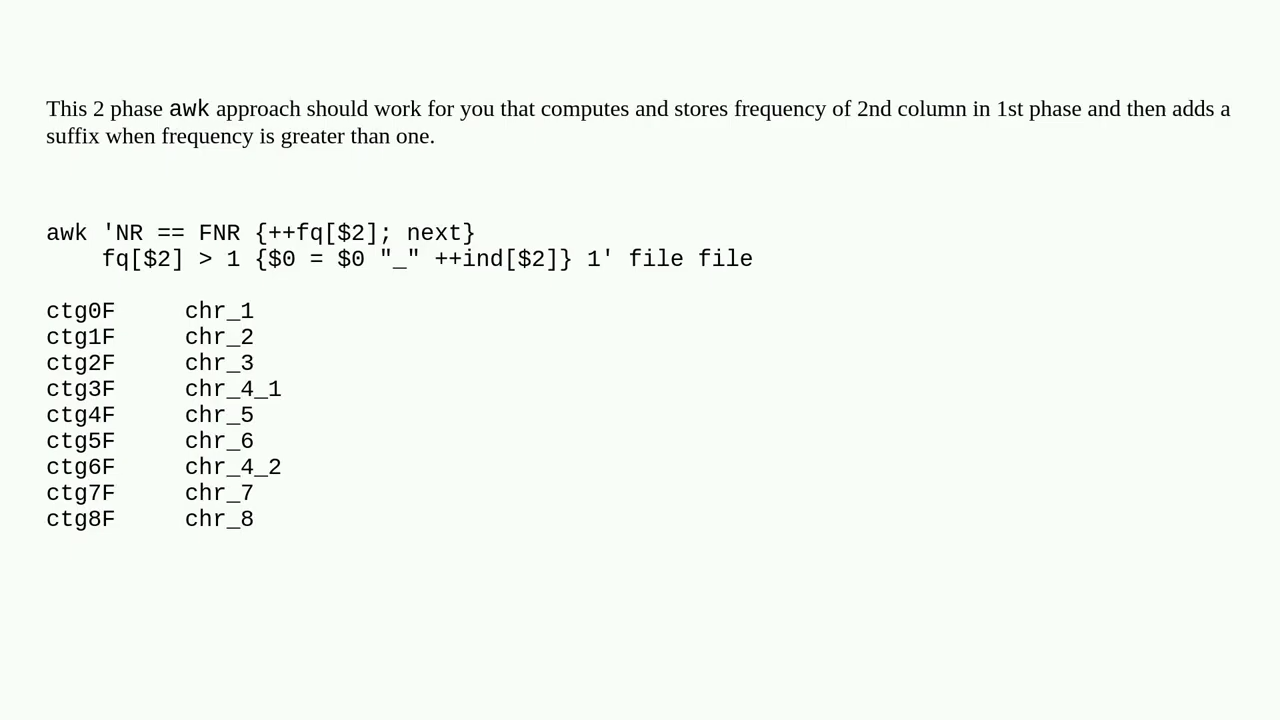 This 2 phase awk approach should work for you that computes and stores frequency of 2nd column in 1st phase and then adds a
suffix when frequency is greater than one.
awk 'NR == FNR {++fq[$2]; next}
    fq[$2] > 1 {$0 = $0 "_" ++ind[$2]} 1' file file
ctg0F     chr_1
ctg1F     chr_2
ctg2F     chr_3
ctg3F     chr_4_1
ctg4F     chr_5
ctg5F     chr_6
ctg6F     chr_4_2
ctg7F     chr_7
ctg8F     chr_8